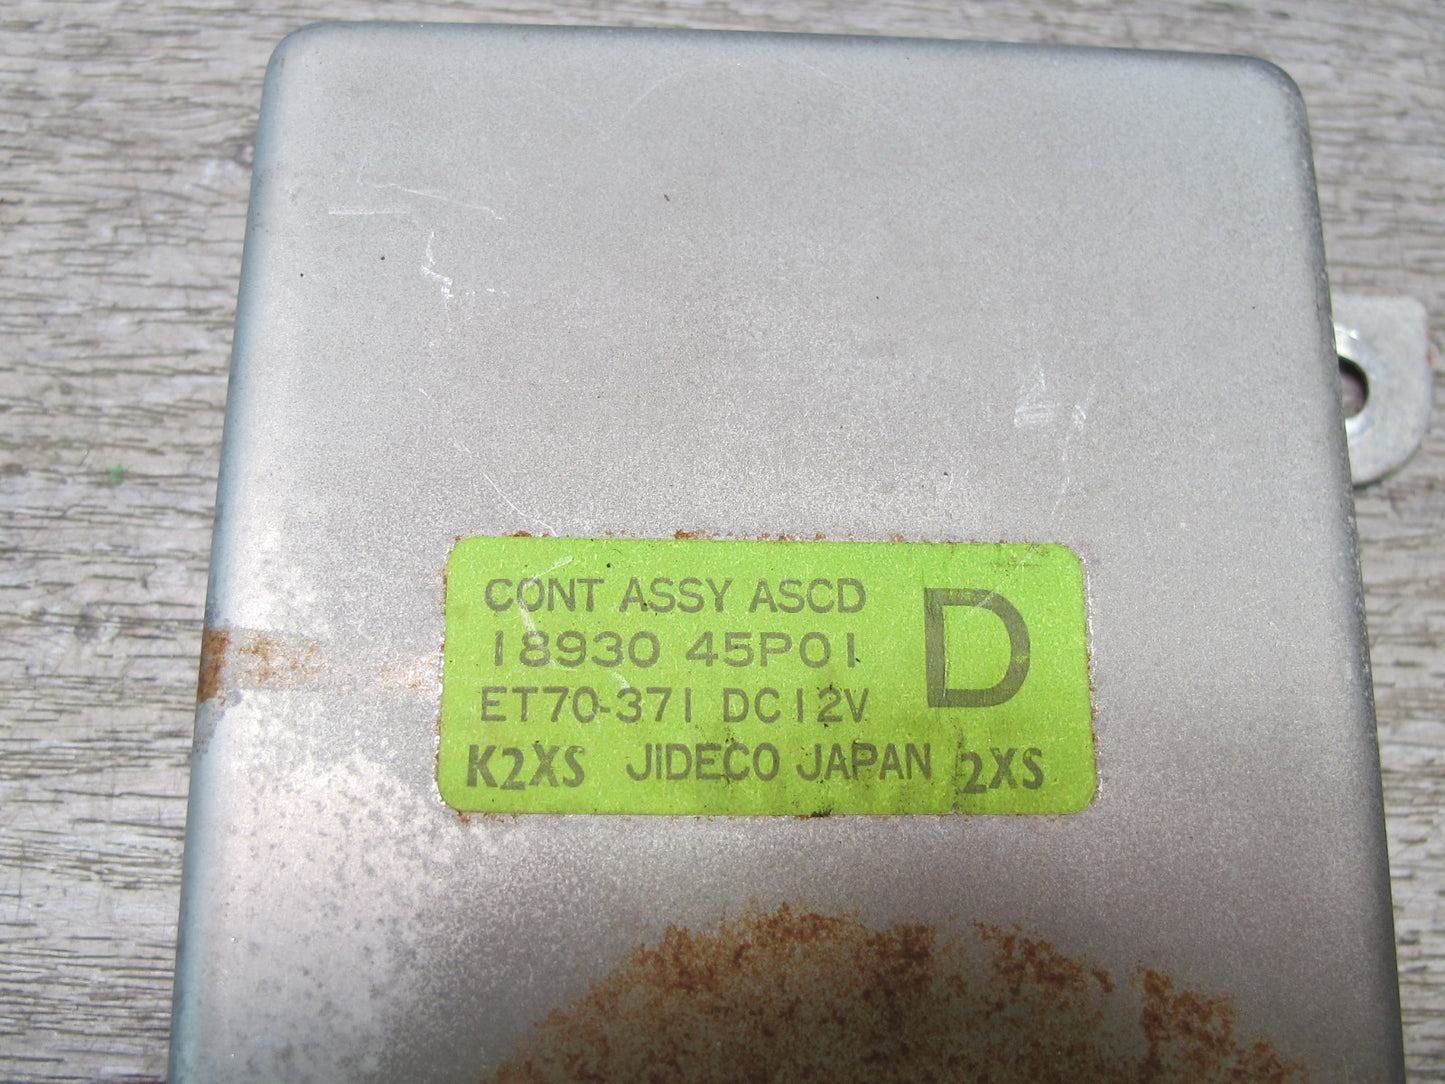 CONT ASSY ASCD
D
18930 45P01
ET70-371 DC12V
K2XS JIDECO JAPAN 2XS